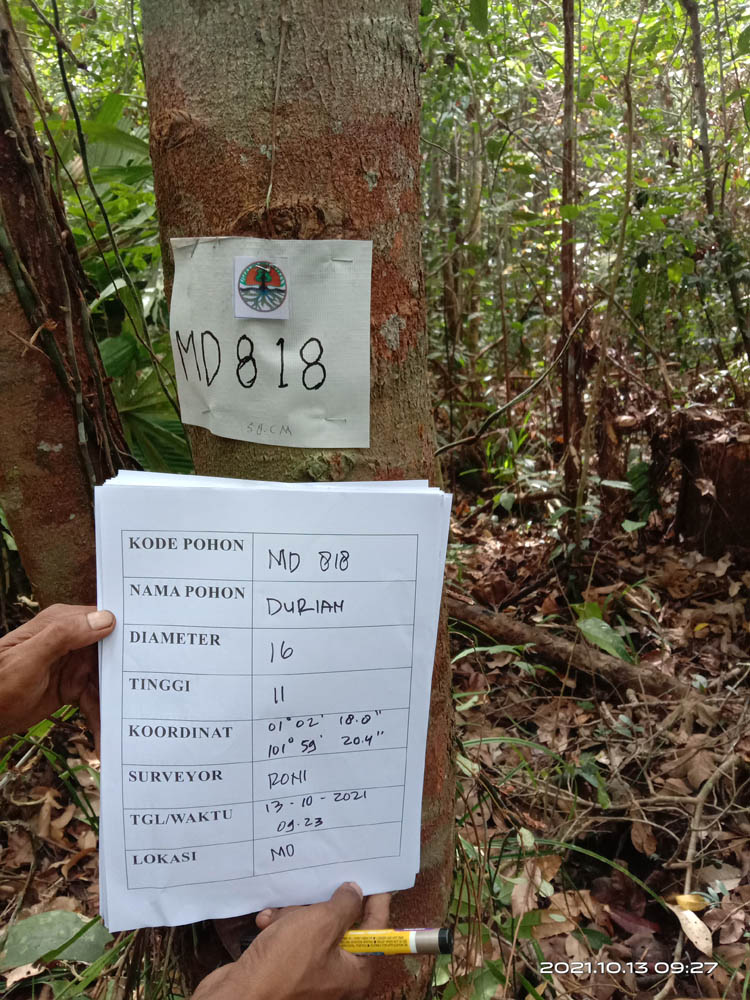 MD 818
KODE POHON MD 818
NAMA POHON DURIAN
DIAMETER 16
TINGGI 11
KOORDINAT 01° 02' 18.0"
101° 59' 20.4"
SURVEYOR RONI
TGL/WAKTU 13-10-2021
09.23
LOKASI MD
2021.10.13 09:27